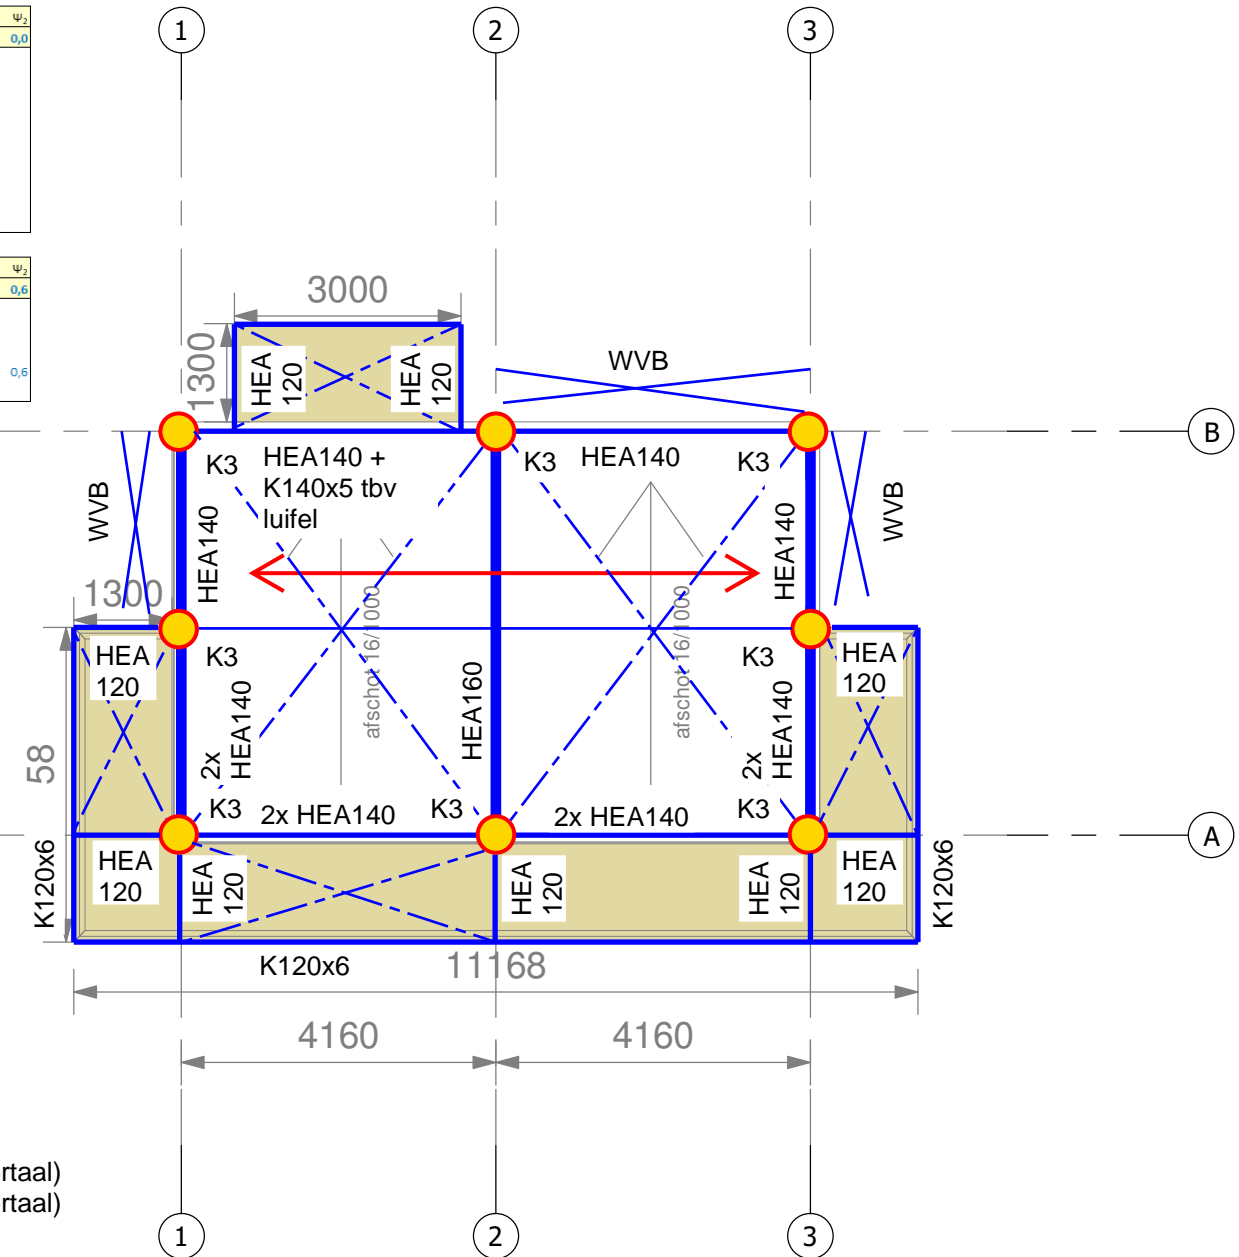 Ψ2
0,0
Ψ2
0,6
0,6
1
2
3
3000
1300
HEA
120
HEA
120
WVB
B
K3
HEA140 +
K140x5 tbv
luifel
K3
HEA140
K3
WVB
WVB
HEA140
HEA140
1300
afschot 16/1000
afschot 16/1000
HEA
120
K3
K3
HEA
120
HEA160
2x
HEA140
2x
HEA140
58
K3
2x HEA140
K3
2x HEA140
K3
A
K120x6
HEA
120
HEA
120
HEA
120
HEA
120
HEA
120
K120x6
K120x6
11168
4160
4160
rtaal)
rtaal)
1
2
3